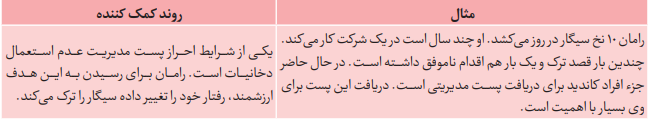 مثال
روند کمک کننده
رامان ۱۰ نخ سیگار در روز می‌کشد. او چند سال است در یک شرکت کار می‌کند.
چندین بار قصد ترک و یک بار هم اقدام ناموفق داشته است. در حال حاضر
جزء افراد کاندید برای دریافت پست مدیریتی است. دریافت این پست برای
وی بسیار با اهمیت است.
یکی از شرایط احراز پست مدیریت عدم استعمال
دخانیات است. رامان برای رسیدن به این هدف
ارزشمند، رفتار خود را تغییر داده سیگار را ترک می‌کند.